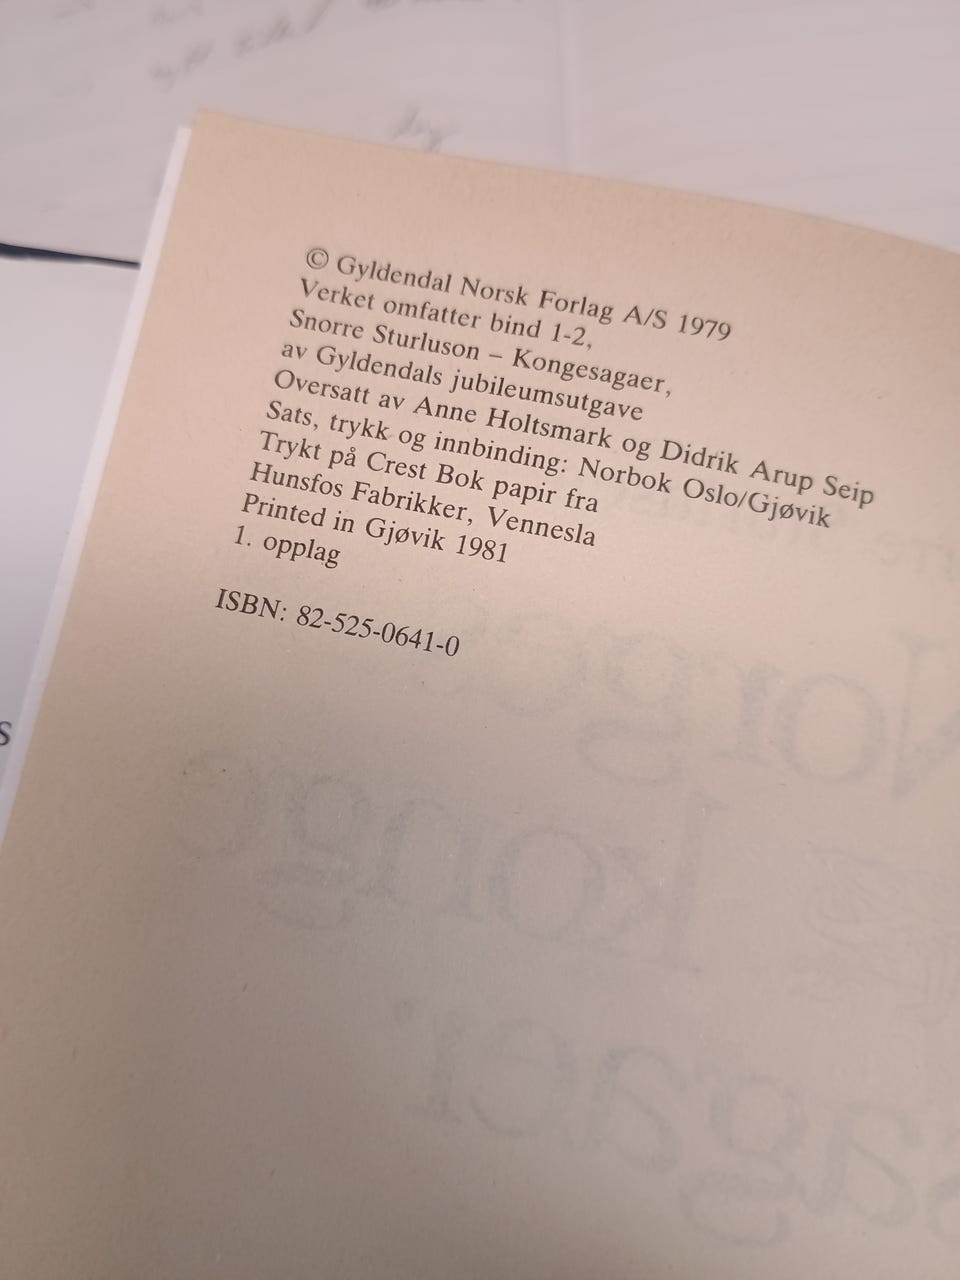 © Gyldendal Norsk Forlag A/S 1979
Verket omfatter bind 1-2,
Snorre Sturluson – Kongesagaer,
av Gyldendals jubileumsutgave
Oversatt av Anne Holtsmark og Didrik Arup Seip
Sats, trykk og innbinding: Norbok Oslo/Gjøvik
Trykt på Crest Bok papir fra
Hunsfos Fabrikker, Vennesla
Printed in Gjøvik 1981
1. opplag
ISBN: 82-525-0641-0